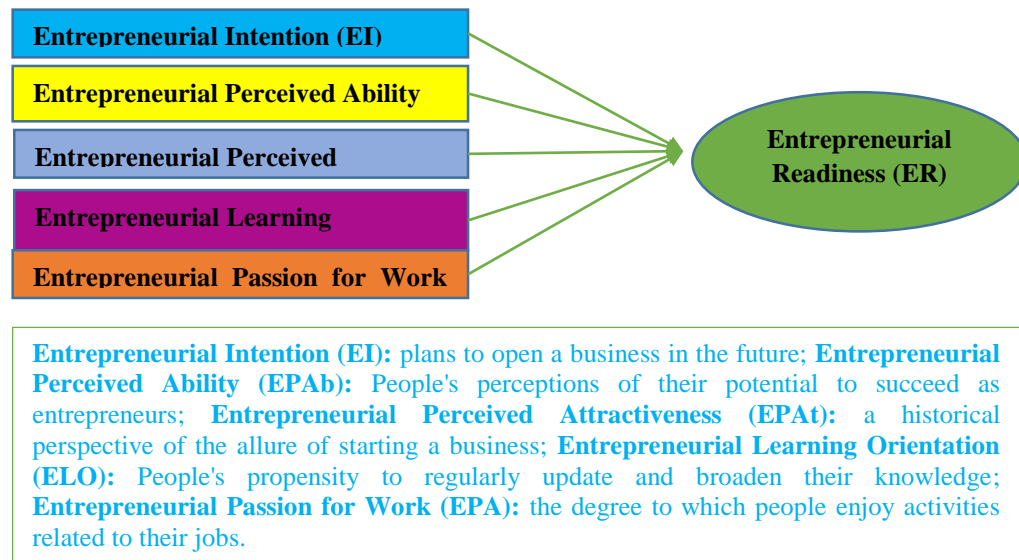 Entrepreneurial Intention (EI)
Entrepreneurial Perceived Ability
Entrepreneurial Perceived
Entrepreneurial Learning
Entrepreneurial Passion for Work
Entrepreneurial
Readiness (ER)
Entrepreneurial Intention (EI): plans to open a business in the future; Entrepreneurial
Perceived Ability (EPAb): People's perceptions of their potential to succeed as
entrepreneurs; Entrepreneurial Perceived Attractiveness (EPAt): a historical
perspective of the allure of starting a business; Entrepreneurial Learning Orientation
(ELO): People's propensity to regularly update and broaden their knowledge;
Entrepreneurial Passion for Work (EPA): the degree to which people enjoy activities
related to their jobs.